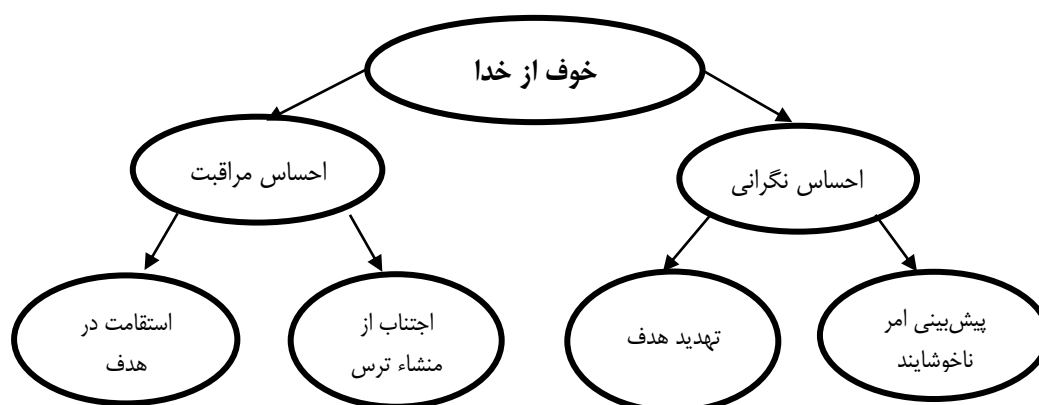 خوف از خدا
احساس نگرانی
احساس مراقبت
پیش‌بینی امر
ناخوشایند
تهدید هدف
اجتناب از
منشاء ترس
استقامت در
هدف